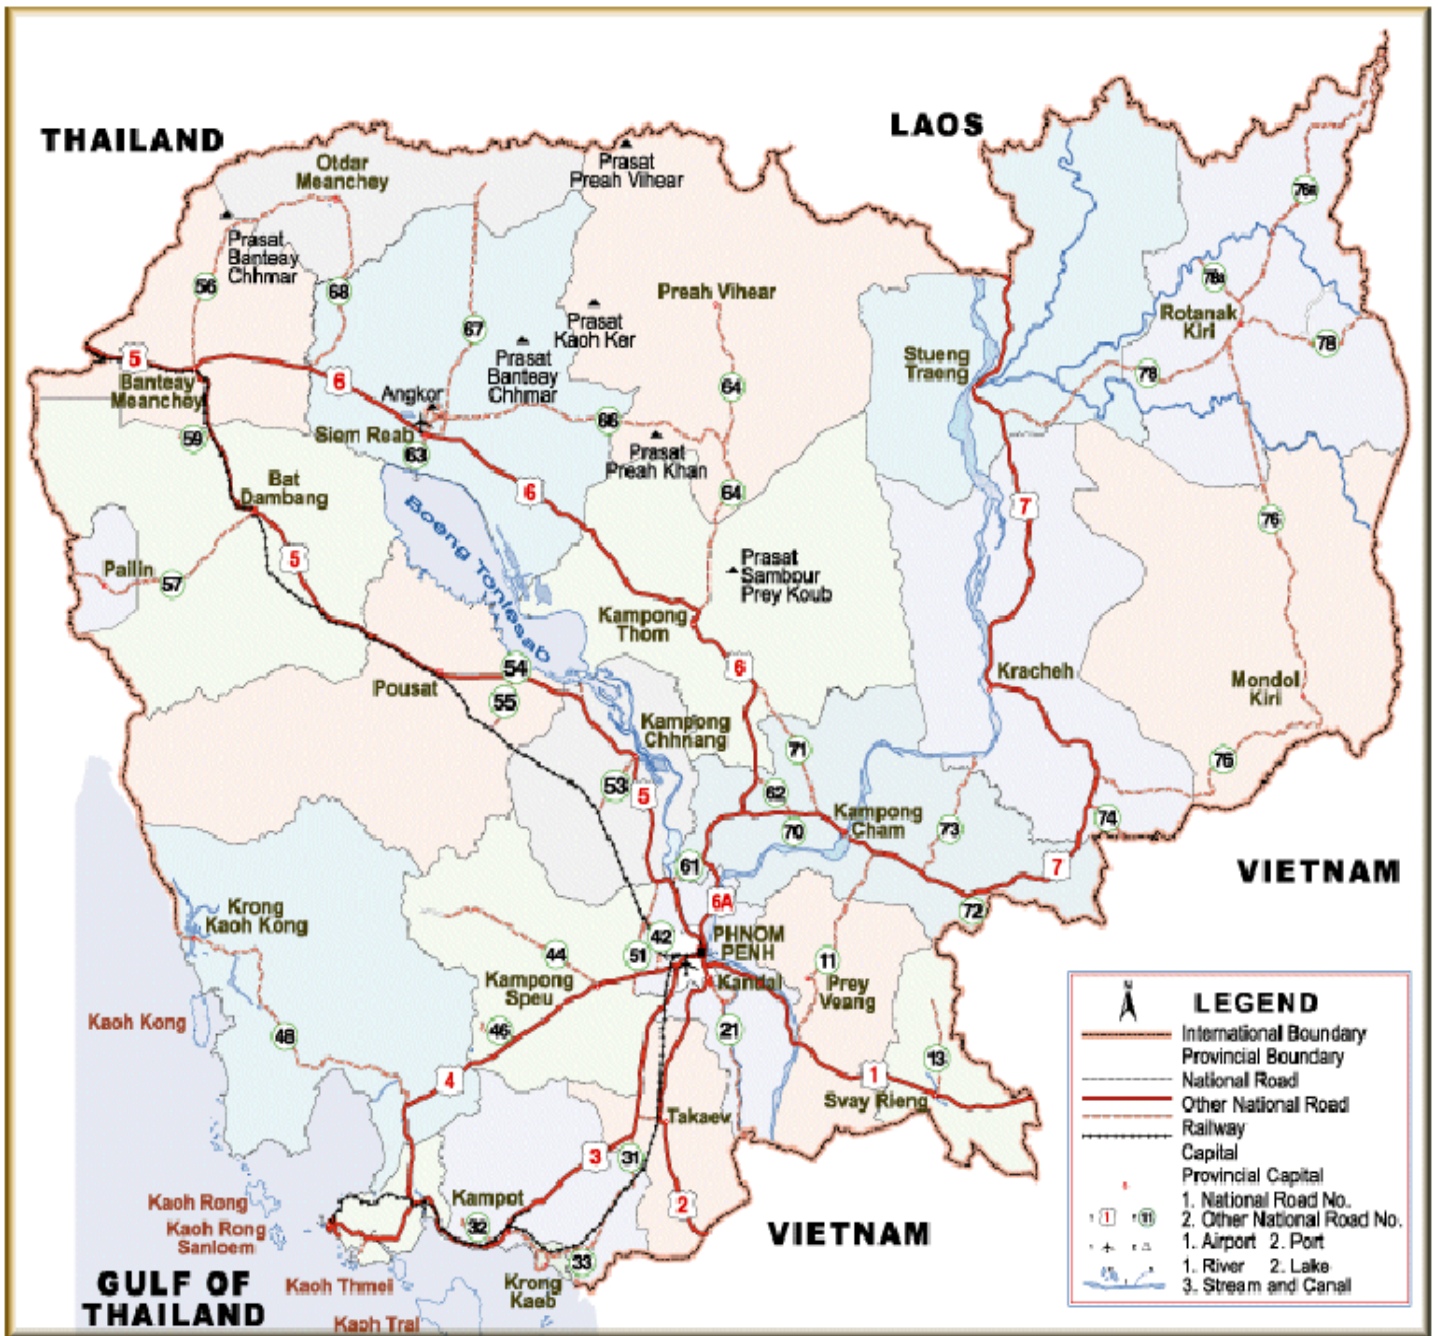 THAILAND
LAOS
Otdar
Meanchey
Prasat
Preah Vihear
76a
Prasat
Banteay
Chhmar
56
68
78a
Preah Vihear
Rotanak
Kiri
67
Prasat
Kaoh Ker
78
5
Banteay
Meanchey
6
Prasat
Banteay
Chhmar
Stueng
Traeng
64
78
Angkor
66
59
Siem Reab
63
Prasat
Preah Khan
Bat
Dambang
6
64
7
76
Boeng Tonlesab
5
Pailin
57
Prasat
Sambour
Prey Koub
Kampong
Thom
54
6
Kracheh
Pousat
55
Mondol
Kiri
Kampong
Chhnang
71
76
53
5
62
Kampong
Cham
70
73
74
61
7
VIETNAM
Krong
Kaoh Kong
6A
72
42
PHNOM
PENH
44
51
11
Kampong
Speu
Kandal
Prey
Veang
Kaoh Kong
48
46
21
13
4
1
Svay Rieng
Takaev
3
31
Kaoh Rong
Kampot
2
Kaoh Rong
Sanloem
32
VIETNAM
33
Kaoh Thmei
Krong
Kaeb
GULF OF
THAILAND
Kaoh Tral
N
LEGEND
International Boundary
Provincial Boundary
National Road
Other National Road
Railway
Capital
Provincial Capital
1. National Road No.
1
2. Other National Road No.
1. Airport 2. Port
1. River 2. Lake
3. Stream and Canal